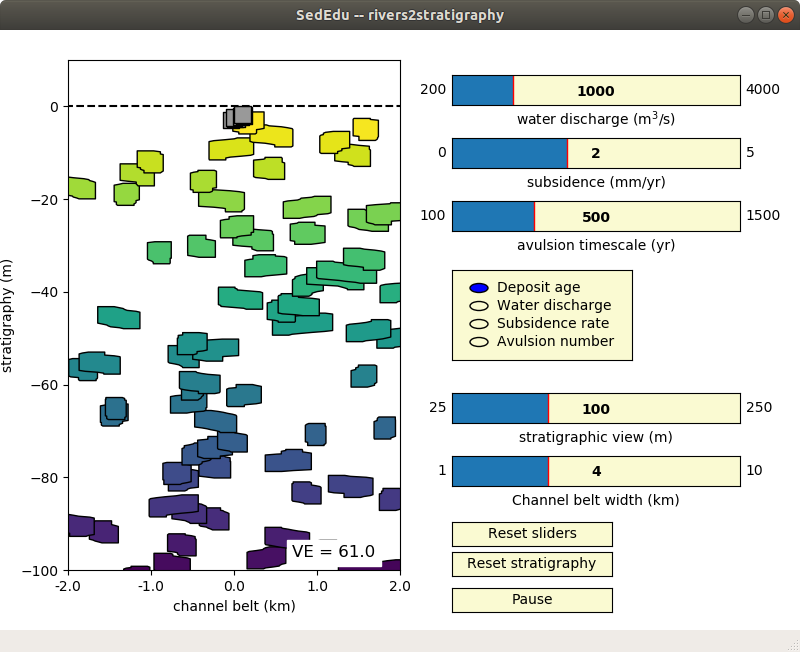 SedEdu -- rivers2stratigraphy
0
−20
−40
−60
−80
−100
stratigraphy (m)
VE = 61.0
-2.0 -1.0 0.0 1.0 2.0
channel belt (km)
200 1000 4000
water discharge (m³/s)
0 2 5
subsidence (mm/yr)
100 500 1500
avulsion timescale (yr)
Deposit age
Water discharge
Subsidence rate
Avulsion number
25 100 250
stratigraphic view (m)
1 4 10
Channel belt width (km)
Reset sliders
Reset stratigraphy
Pause